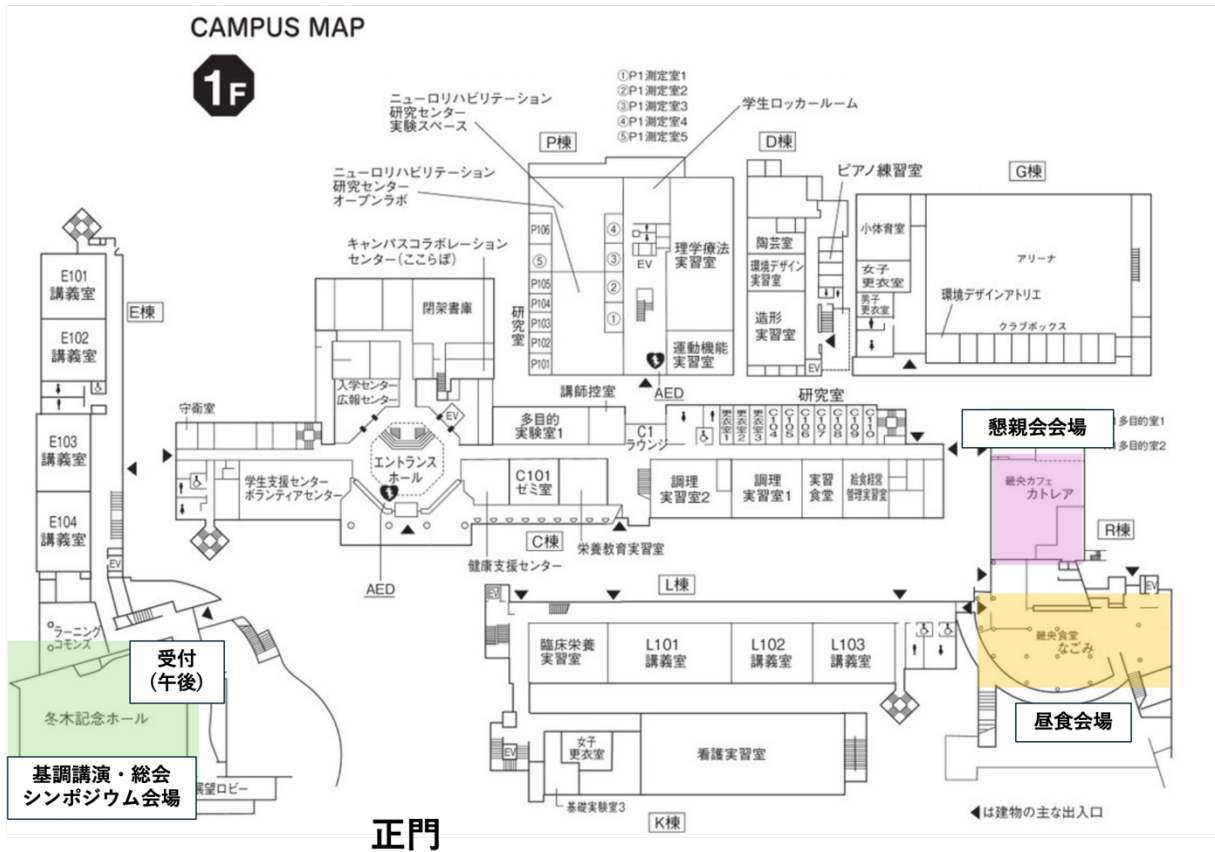 CAMPUS MAP
1F
ニューロリハビリテーション
研究センター
実験スペース
①P1測定室1
②P1測定室2
③P1測定室3
④P1測定室4
⑤P1測定室5
学生ロッカールーム
P棟
D棟
ピアノ練習室
G棟
ニューロリハビリテーション
研究センター
オープンラボ
キャンパスコラボレーション
センター(ここらぼ)
閉架書庫
P106
⑤
P105
P104
P103
P102
P101
研究室
④
③
②
①
EV
理学療法
実習室
運動機能
実習室
AED
陶芸室
環境デザイン
実習室
造形
実習室
EV
小体育室
女子
更衣室
男子
更衣室
アリーナ
環境デザインアトリエ
クラブボックス
E101
講義室
E棟
E102
講義室
E103
講義室
E104
講義室
EV
守衛室
入学センター
広報センター
EV
エントランス
ホール
学生支援センター
ボランティアセンター
AED
講師控室
多目的
実験室1
C1
ラウンジ
研究室
更衣室1
更衣室2
更衣室3
C104
C105
C106
C107
C108
C109
C110
C101
ゼミ室
調理
実習室2
調理
実習室1
実習
食堂
給食経営
管理実習室
C棟
栄養教育実習室
健康支援センター
懇親会会場
多目的室1
多目的室2
畿央カフェ
カトレア
R棟
EV
畿央食堂
なごみ
昼食会場
L棟
EV
臨床栄養
実習室
L101
講義室
L102
講義室
L103
講義室
EV
女子
更衣室
看護実習室
基礎実験室3
K棟
ラーニング
コモンズ
受付
(午後)
冬木記念ホール
基調講演・総会
シンポジウム会場
展望ロビー
正門
◀は建物の主な出入口